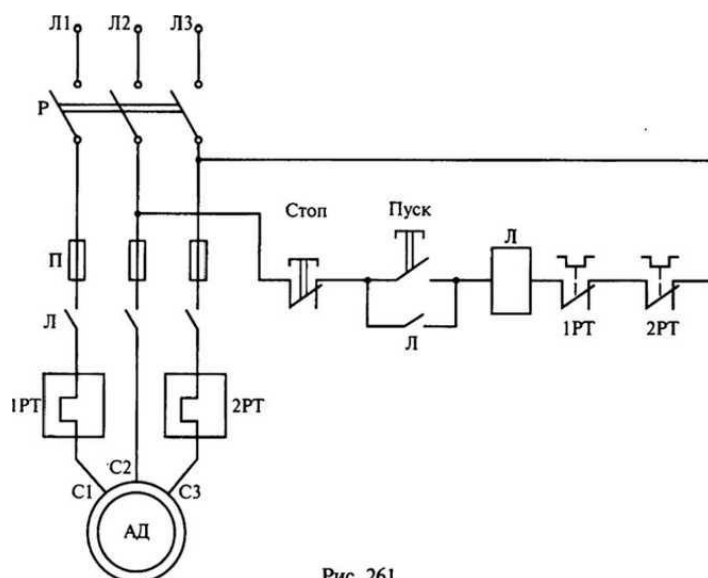 Л1 Л2 Л3
Р
Стоп Пуск
П
Л
Л
Л
1РТ 2РТ
1РТ 2РТ
С2
С1 С3
АД
Рис. 261